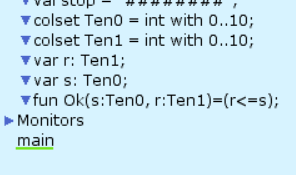 var stop = "########";
colset Ten0 = int with 0..10;
colset Ten1 = int with 0..10;
var r: Ten1;
var s: Ten0;
fun Ok(s:Ten0, r:Ten1)=(r<=s);
Monitors
main